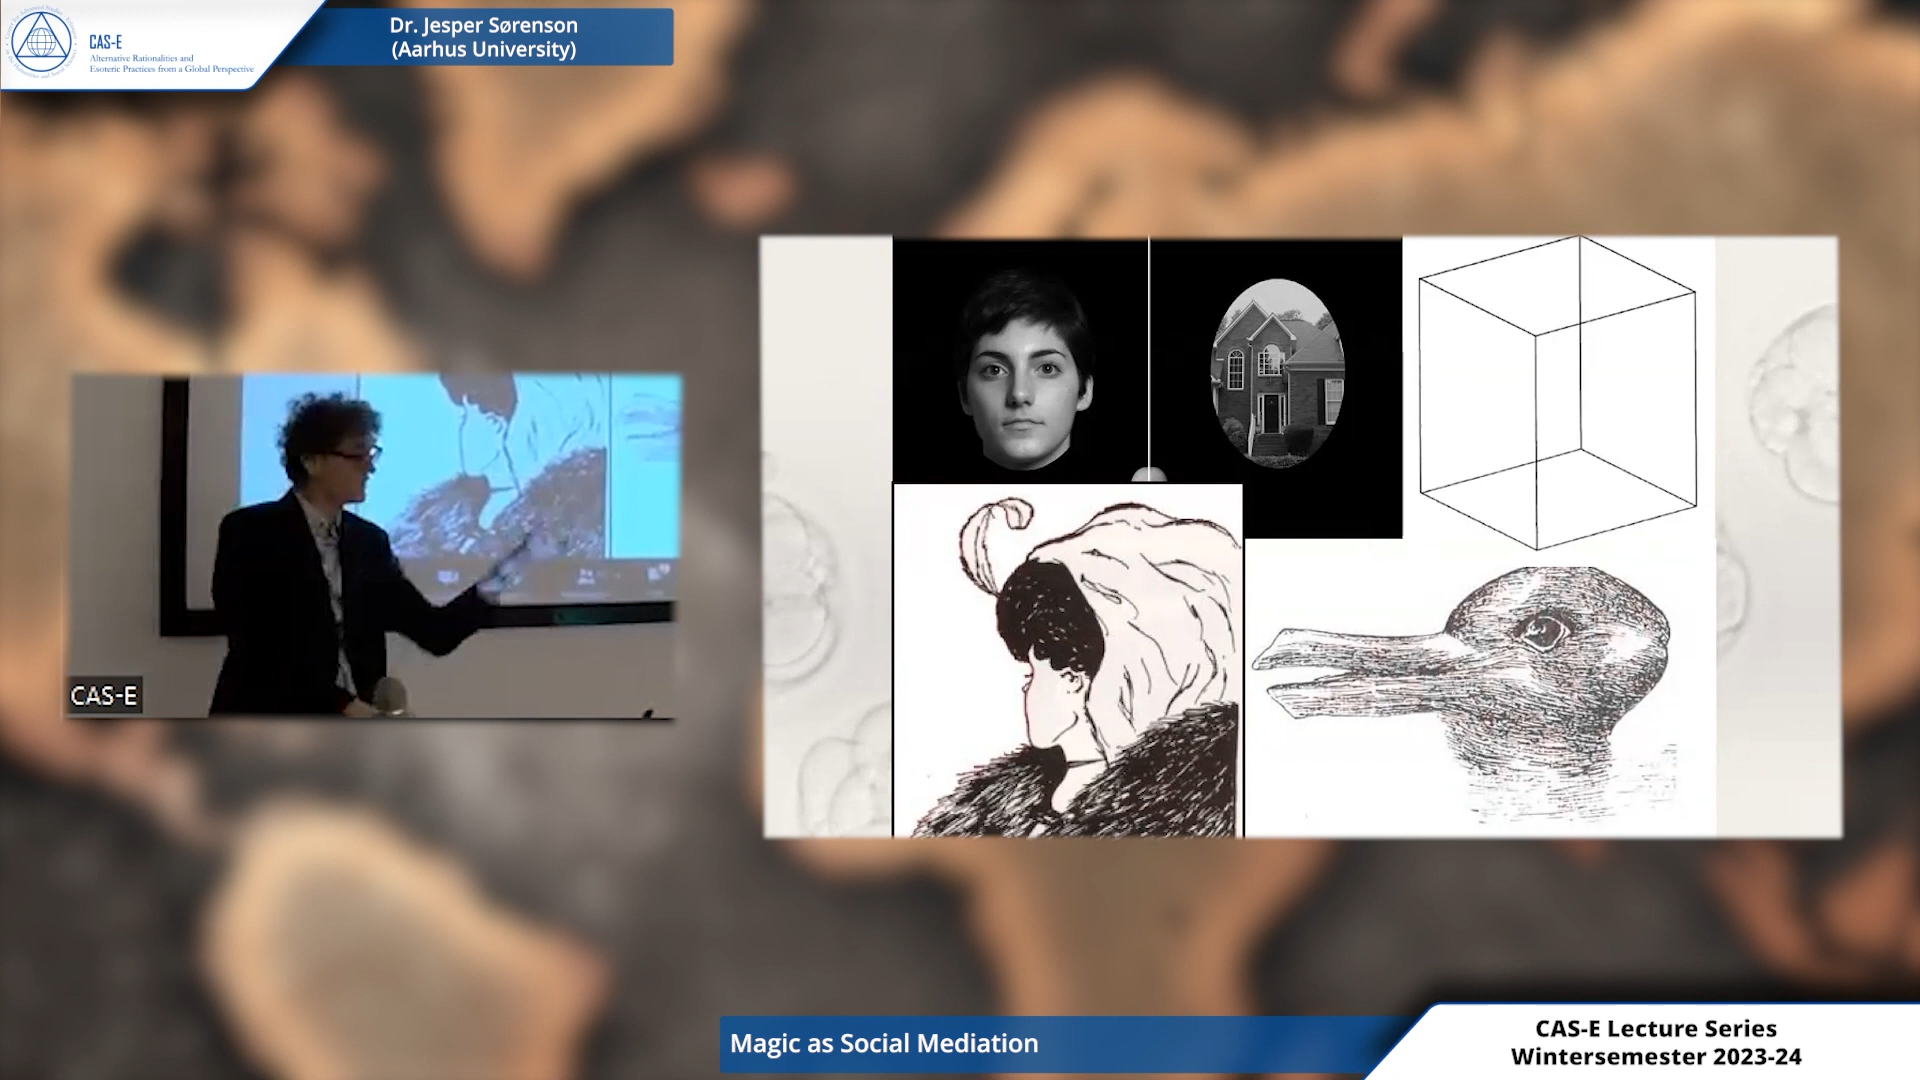 CAS-E
Alternative Rationalities and
Esoteric Practices from a Global Perspective
Dr. Jesper Sørenson
(Aarhus University)
CAS-E
Magic as Social Mediation
CAS-E Lecture Series
Wintersemester 2023-24